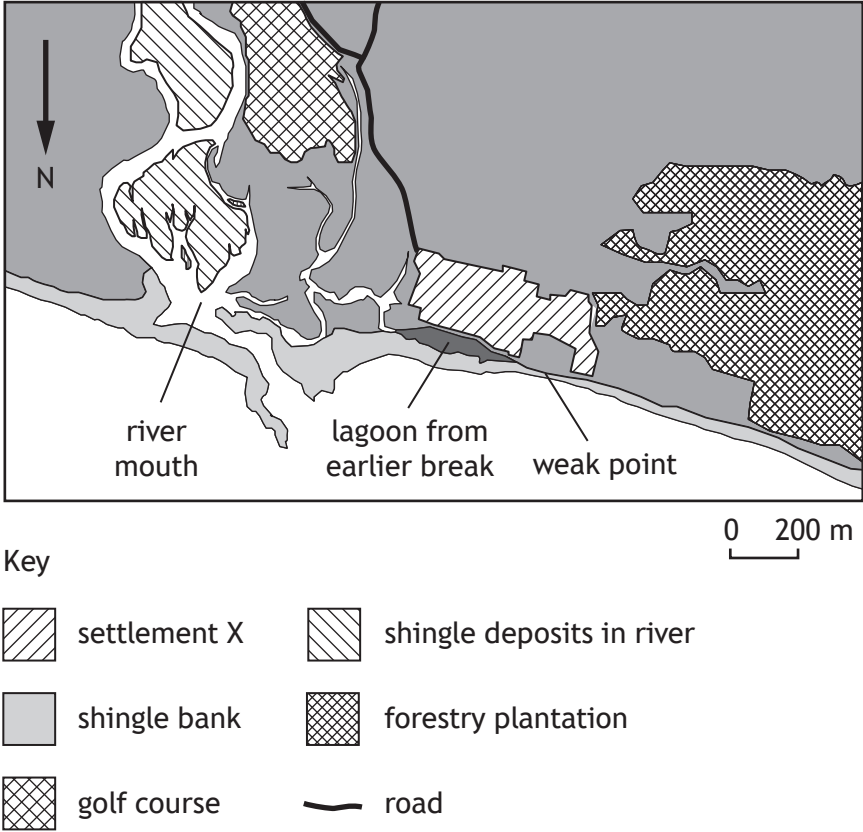 N
river
mouth
lagoon from
earlier break
weak point
0 200 m
Key
settlement X
shingle deposits in river
shingle bank
forestry plantation
golf course
road